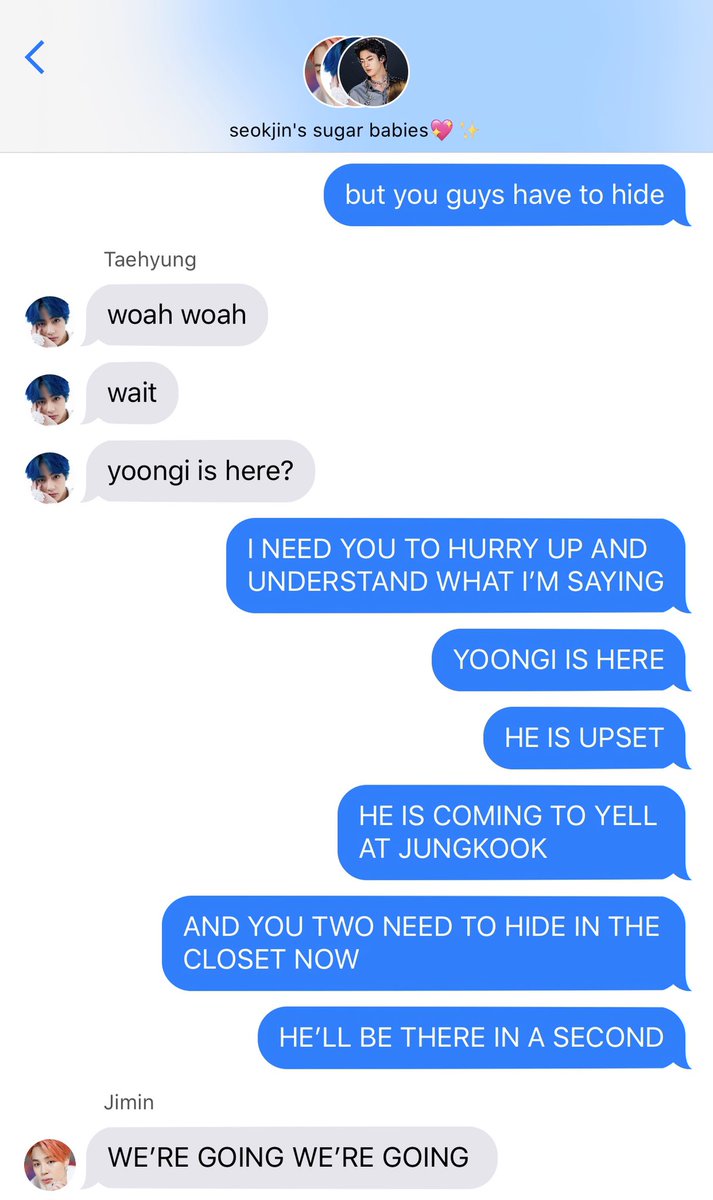 seokjin's sugar babies💖✨
but you guys have to hide
Taehyung
woah woah
wait
yoongi is here?
I NEED YOU TO HURRY UP AND
UNDERSTAND WHAT I’M SAYING
YOONGI IS HERE
HE IS UPSET
HE IS COMING TO YELL
AT JUNGKOOK
AND YOU TWO NEED TO HIDE IN THE
CLOSET NOW
HE’LL BE THERE IN A SECOND
Jimin
WE’RE GOING WE’RE GOING